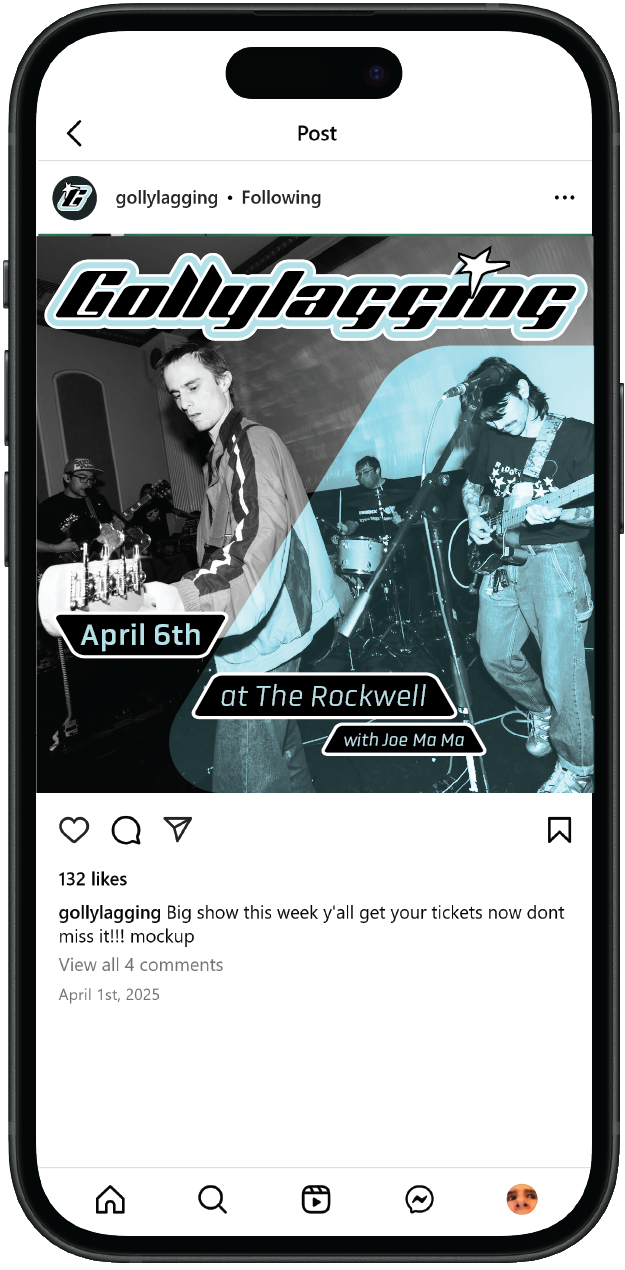 Post
gollylagging • Following
Gollylagging
April 6th
at The Rockwell
with Joe Ma Ma
132 likes
gollylagging Big show this week y'all get your tickets now dont
miss it!!! mockup
View all 4 comments
April 1st, 2025